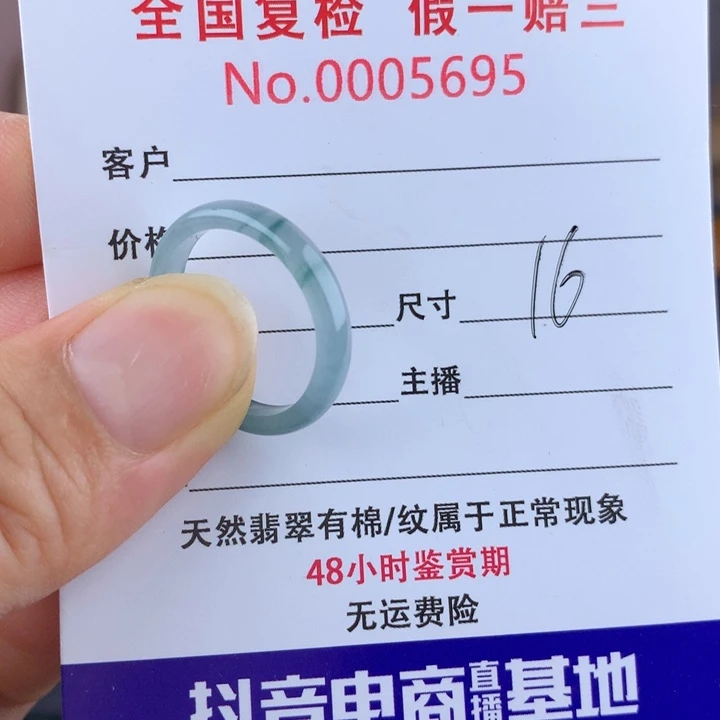 全国复检 假一赔三
No.0005695
客户
价格
尺寸 16
主播
天然翡翠有棉/纹属于正常现象
48小时鉴赏期
无运费险
抖音电商直播基地